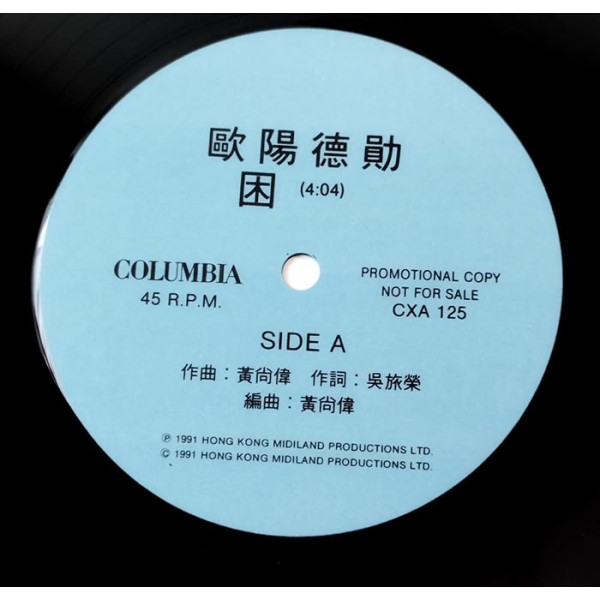 歐陽德勛
困 (4:04)
COLUMBIA
45 R.P.M.
PROMOTIONAL COPY
NOT FOR SALE
CXA 125
SIDE A
作曲：黃尚偉 作詞：吳旅榮
編曲：黃尚偉
Ⓟ 1991 HONG KONG MIDILAND PRODUCTIONS LTD.
© 1991 HONG KONG MIDILAND PRODUCTIONS LTD.